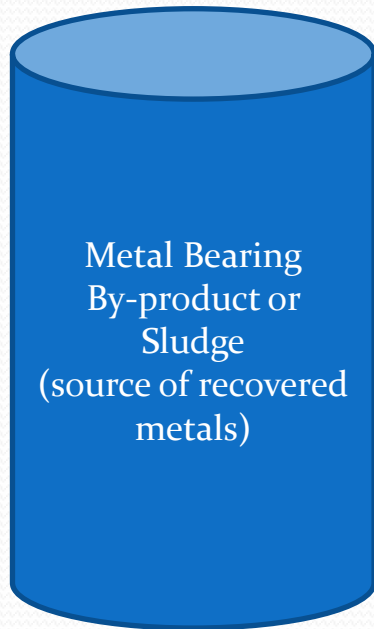 Metal Bearing
By-product or
Sludge
(source of recovered
metals)